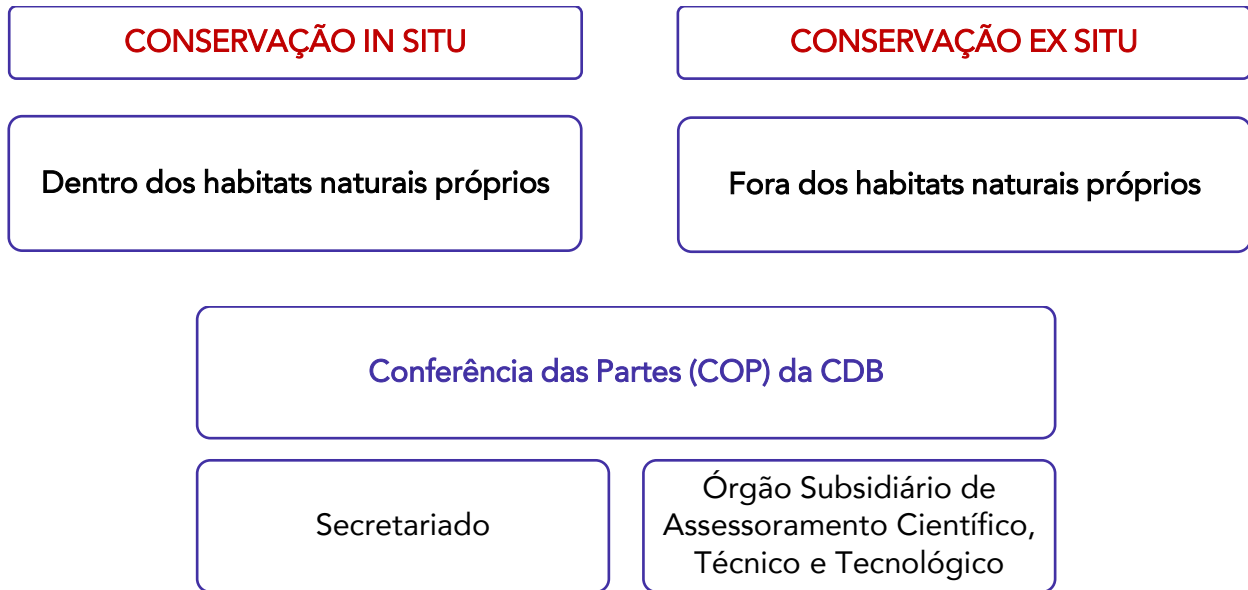 CONSERVAÇÃO IN SITU
CONSERVAÇÃO EX SITU
Dentro dos habitats naturais próprios
Fora dos habitats naturais próprios
Conferência das Partes (COP) da CDB
Secretariado
Órgão Subsidiário de
Assessoramento Científico,
Técnico e Tecnológico